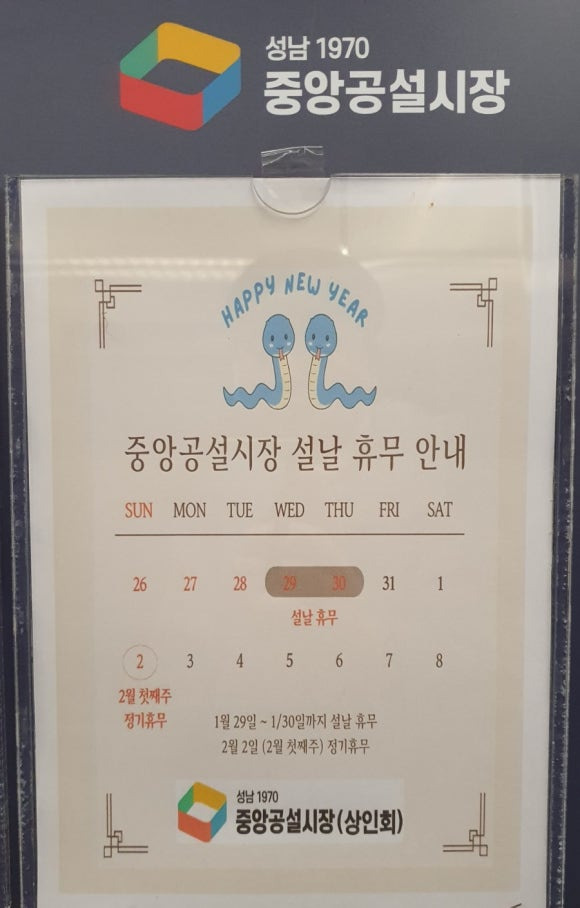 성남 1970
중앙공설시장
HAPPY NEW YEAR
중앙공설시장 설날 휴무 안내
SUN MON TUE WED THU FRI SAT
26 27 28 29 30 31 1
설날 휴무
2 3 4 5 6 7 8
2월 첫째주
정기휴무
1월 29일 ~ 1/30일까지 설날 휴무
2월 2일 (2월 첫째주) 정기휴무
성남 1970
중앙공설시장(상인회)